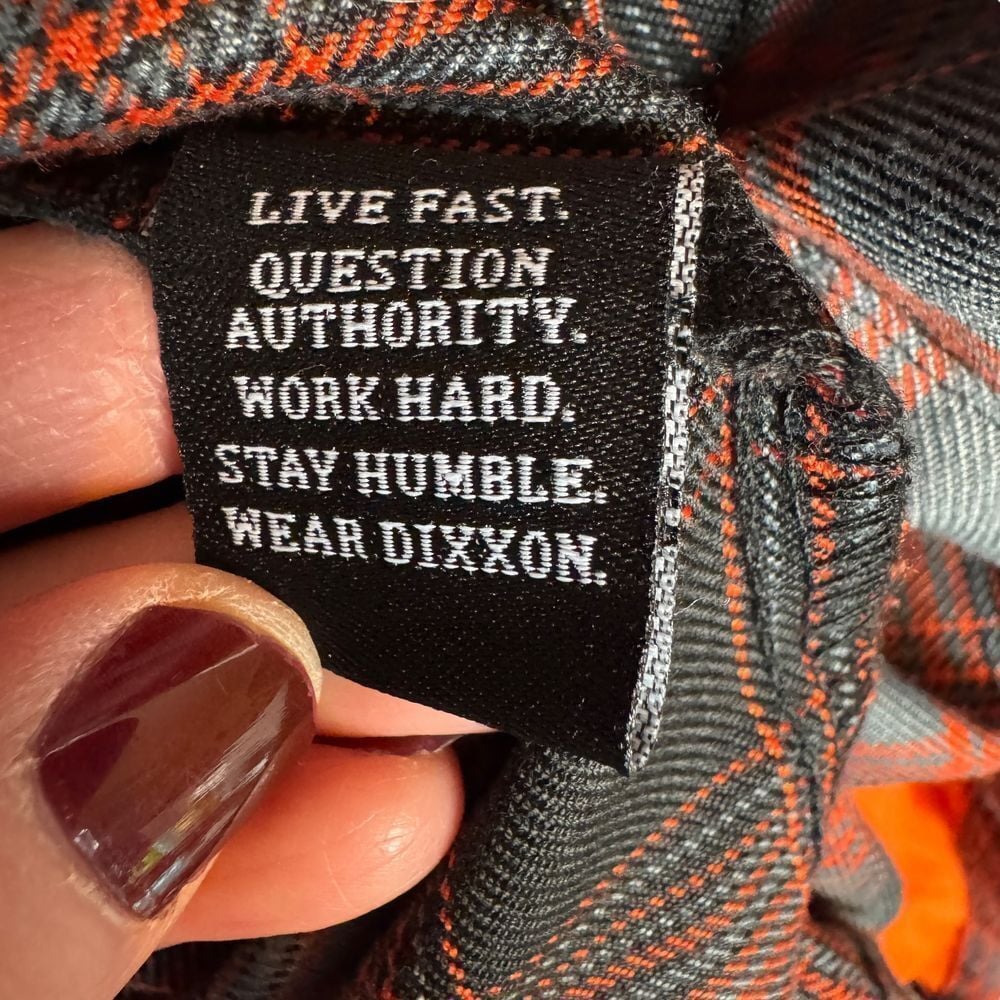 LIVE FAST.
QUESTION
AUTHORITY.
WORK HARD.
STAY HUMBLE.
WEAR DIXXON.